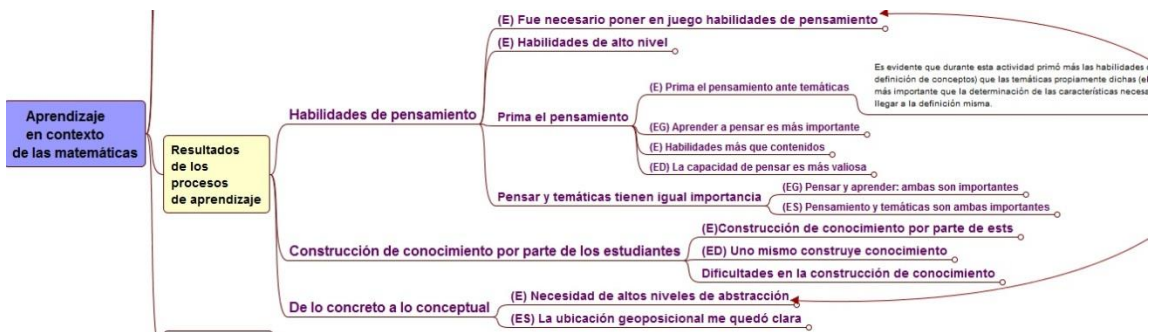 Aprendizaje
en contexto
de las matemáticas
Resultados
de los
procesos
de aprendizaje
Habilidades de pensamiento
(E) Fue necesario poner en juego habilidades de pensamiento
(E) Habilidades de alto nivel
Prima el pensamiento
(E) Prima el pensamiento ante temáticas
Es evidente que durante esta actividad primó más las habilidades
definición de conceptos) que las temáticas propiamente dichas
más importante que la determinación de las características
llegar a la definición misma.
(EG) Aprender a pensar es más importante
(E) Habilidades más que contenidos
(ED) La capacidad de pensar es más valiosa
Pensar y temáticas tienen igual importancia
(EG) Pensar y aprender: ambas son importantes
(ES) Pensamiento y temáticas son ambas importantes
Construcción de conocimiento por parte de los estudiantes
(E)Construcción de conocimiento por parte de ests
(ED) Uno mismo construye conocimiento
Dificultades en la construcción de conocimiento
De lo concreto a lo conceptual
(E) Necesidad de altos niveles de abstracción
(ES) La ubicación geoposicional me quedó clara